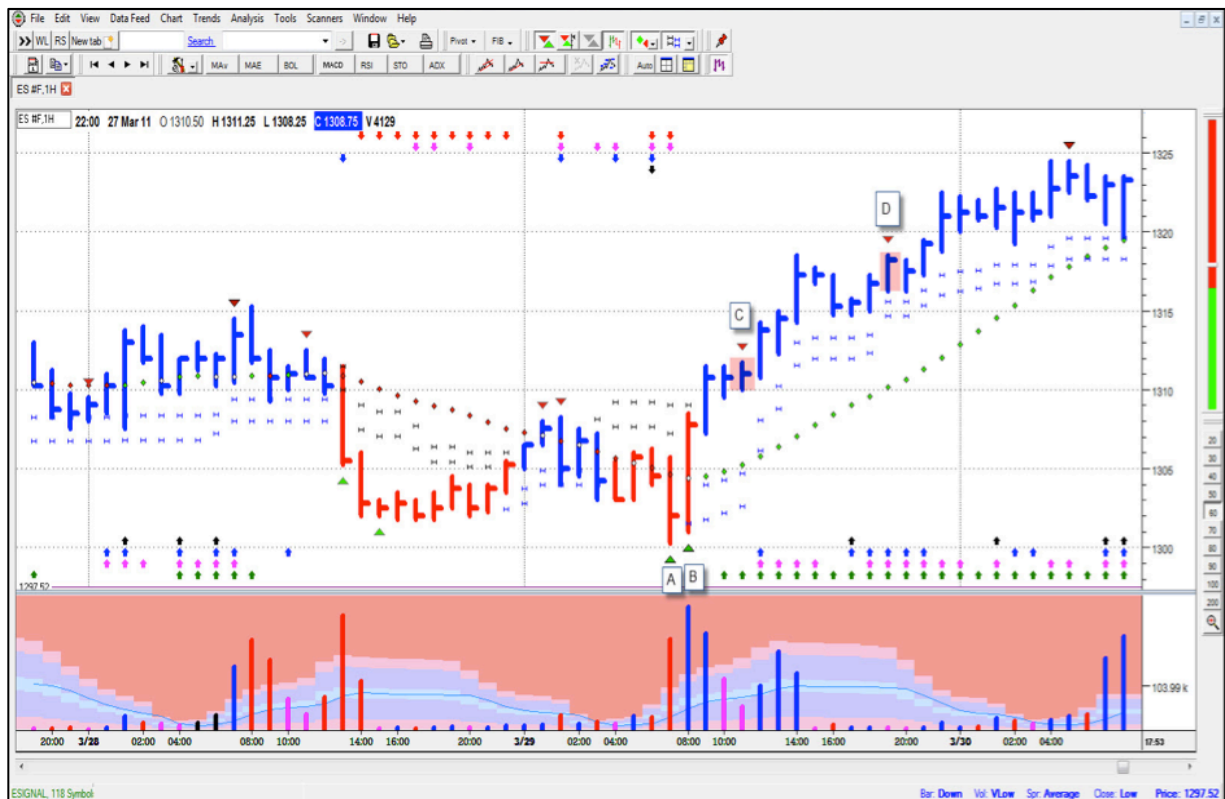 File Edit View Data Feed Chart Trends Analysis Tools Scanners Window Help
WL RS New tab Search Pivot FIB
MAv MAE BOL MACD RSI STO ADX Auto
ES #F,1H
ES #F,1H 22:00 27 Mar 11 O 1310.50 H 1311.25 L 1308.25 C 1308.75 V 4129
1325
D
1320
C
1315
1310
1305
1300
A B
1297.52
20
30
40
50
60
70
80
90
100
200
103.99 k
20:00 3/28 02:00 04:00 08:00 10:00 14:00 16:00 20:00 3/29 02:00 04:00 08:00 10:00 14:00 16:00 20:00 3/30 02:00 04:00 17:53
ESIGNAL, 118 Symbol Bar: Down Vol: VLow Spr: Average Close: Low Price: 1297.52